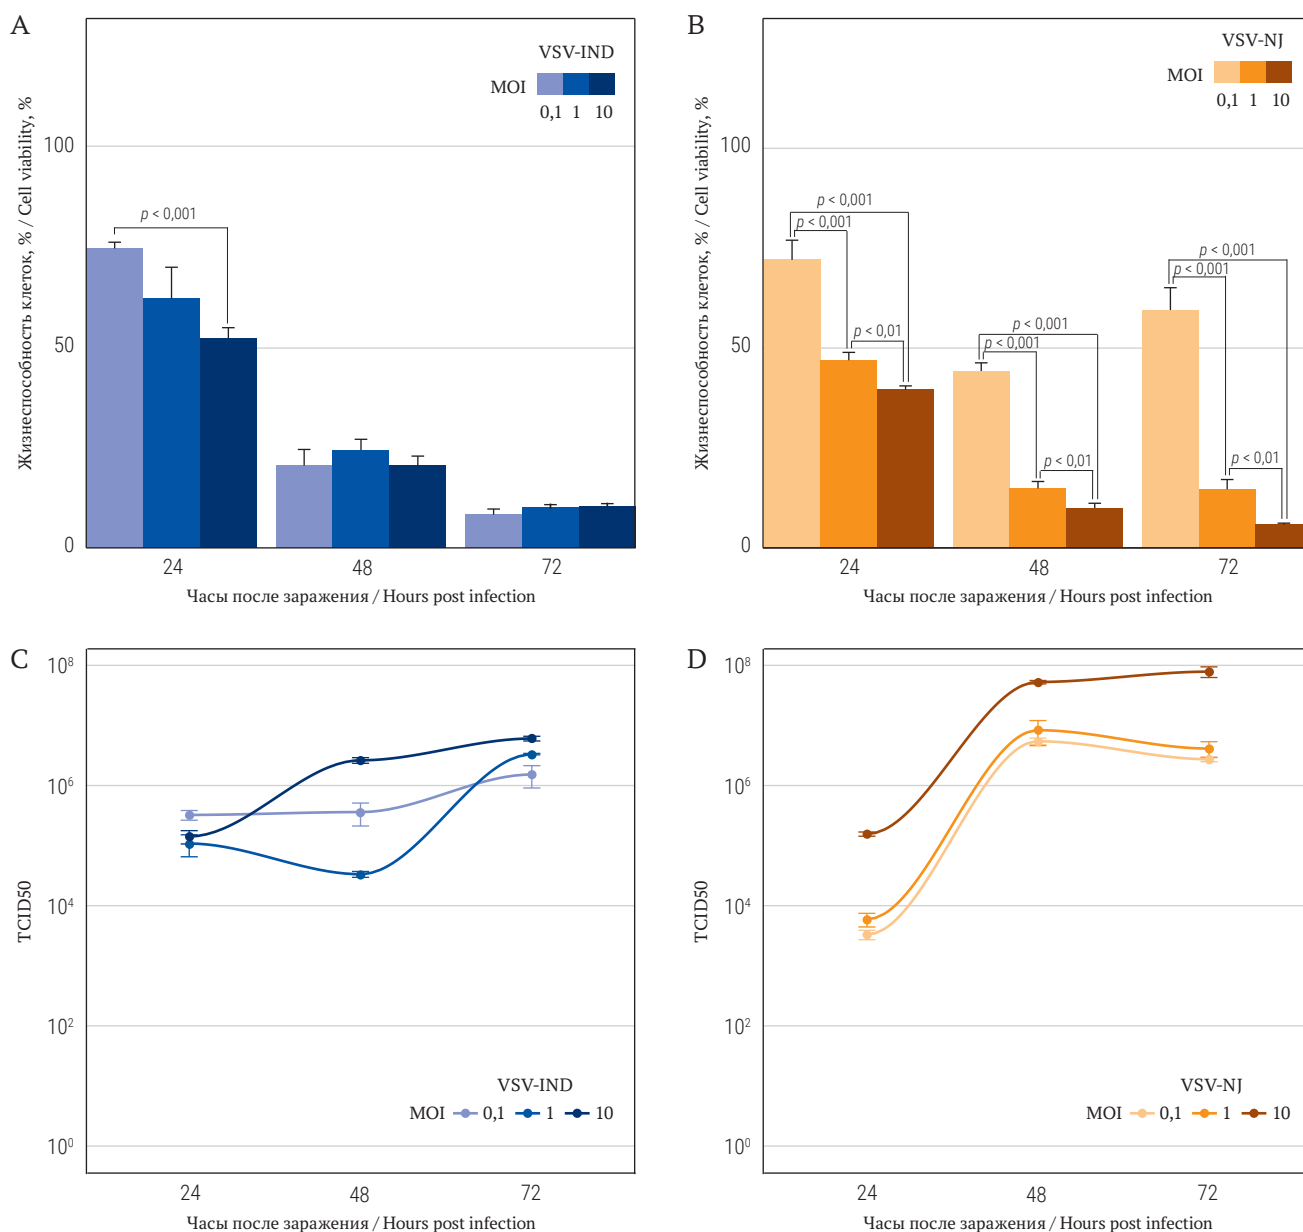 A
VSV-IND
MOI
0,1 1 10
Жизнеспособность клеток, % / Cell viability, %
100
50
0
p < 0,001
24 48 72
Часы после заражения / Hours post infection
B
VSV-NJ
MOI
0,1 1 10
Жизнеспособность клеток, % / Cell viability, %
100
50
0
p < 0,001
p < 0,001
p < 0,01
p < 0,001
p < 0,001
p < 0,01
p < 0,001
p < 0,001
p < 0,01
24 48 72
Часы после заражения / Hours post infection
C
TCID50
10⁸
10⁶
10⁴
10²
10⁰
VSV-IND
MOI 0,1 1 10
24 48 72
Часы после заражения / Hours post infection
D
TCID50
10⁸
10⁶
10⁴
10²
10⁰
VSV-NJ
MOI 0,1 1 10
24 48 72
Часы после заражения / Hours post infection